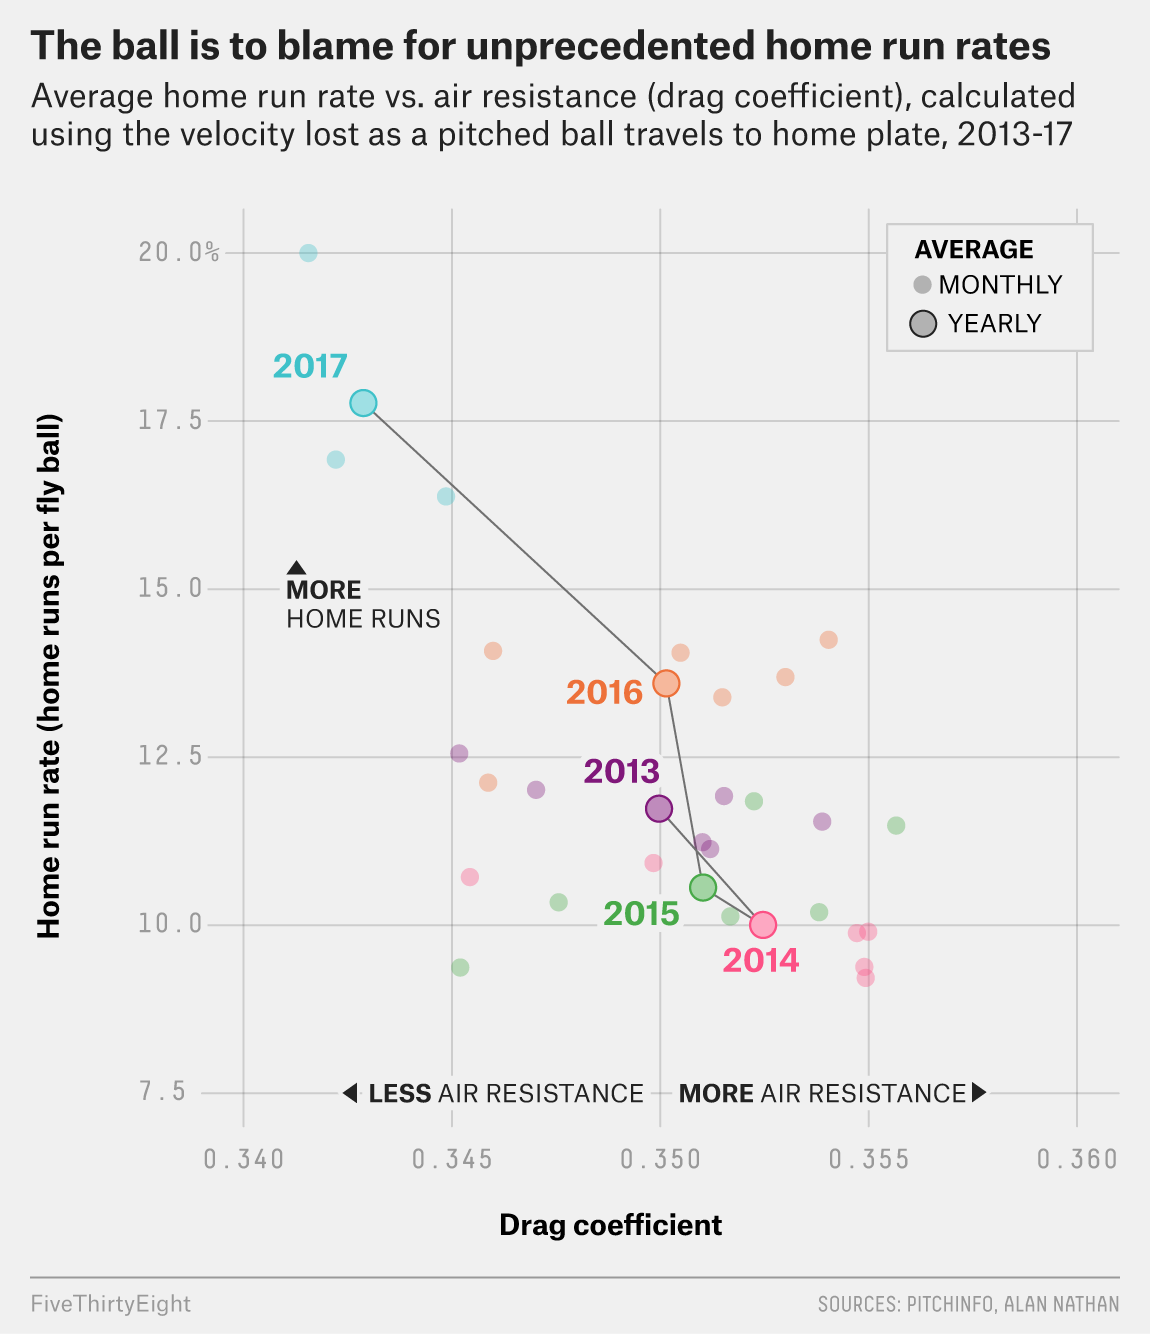 The ball is to blame for unprecedented home run rates
Average home run rate vs. air resistance (drag coefficient), calculated
using the velocity lost as a pitched ball travels to home plate, 2013-17
AVERAGE
MONTHLY
YEARLY
Home run rate (home runs per fly ball)
20.0%
17.5
15.0
12.5
10.0
7.5
2017
MORE
HOME RUNS
2016
2013
2015
2014
LESS AIR RESISTANCE
MORE AIR RESISTANCE
0.340
0.345
0.350
0.355
0.360
Drag coefficient
FiveThirtyEight
SOURCES: PITCHINFO, ALAN NATHAN